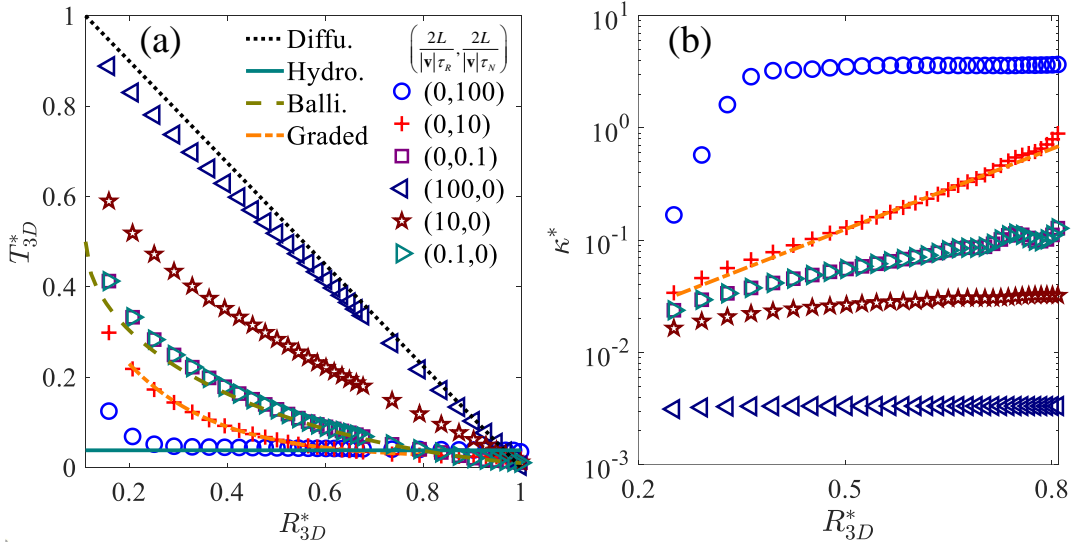 (a)
Diffu.
Hydro.
Balli.
Graded
(2L/|v|τ_R, 2L/|v|τ_N)
(0,100)
(0,10)
(0,0.1)
(100,0)
(10,0)
(0.1,0)
1
0.8
0.6
0.4
0.2
0
T*_3D
0.2
0.4
0.6
0.8
1
R*_3D
(b)
10^1
10^0
10^-1
10^-2
10^-3
κ*
0.2
0.5
0.8
R*_3D